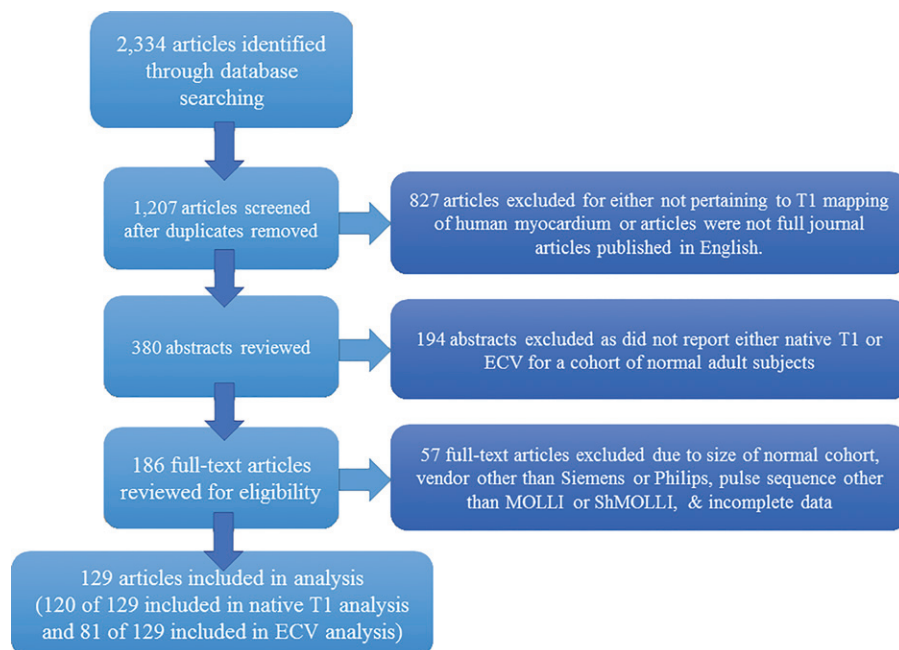 2,334 articles identified
through database
searching
1,207 articles screened
after duplicates removed
827 articles excluded for either not pertaining to T1 mapping
of human myocardium or articles were not full journal
articles published in English.
380 abstracts reviewed
194 abstracts excluded as did not report either native T1 or
ECV for a cohort of normal adult subjects
186 full-text articles
reviewed for eligibility
57 full-text articles excluded due to size of normal cohort,
vendor other than Siemens or Philips, pulse sequence other
than MOLLI or ShMOLLI, & incomplete data
129 articles included in analysis
(120 of 129 included in native T1 analysis
and 81 of 129 included in ECV analysis)